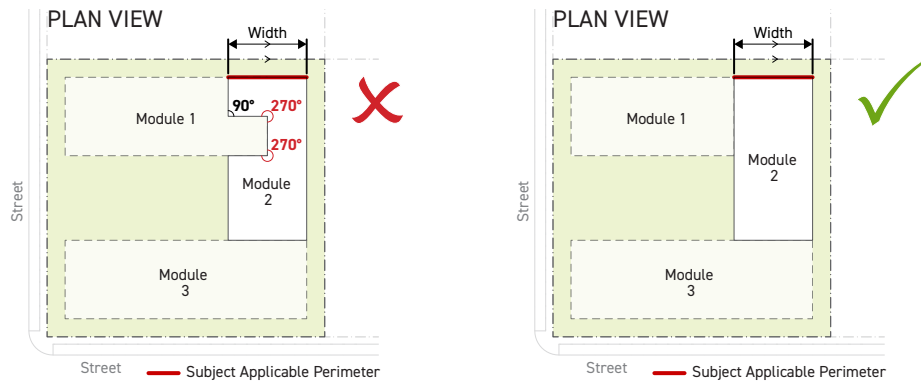 PLAN VIEW
Width
90°
270°
Module 1
270°
Module
2
Module
3
Street
Street
Subject Applicable Perimeter
PLAN VIEW
Width
Module 1
Module
2
Module
3
Street
Street
Subject Applicable Perimeter